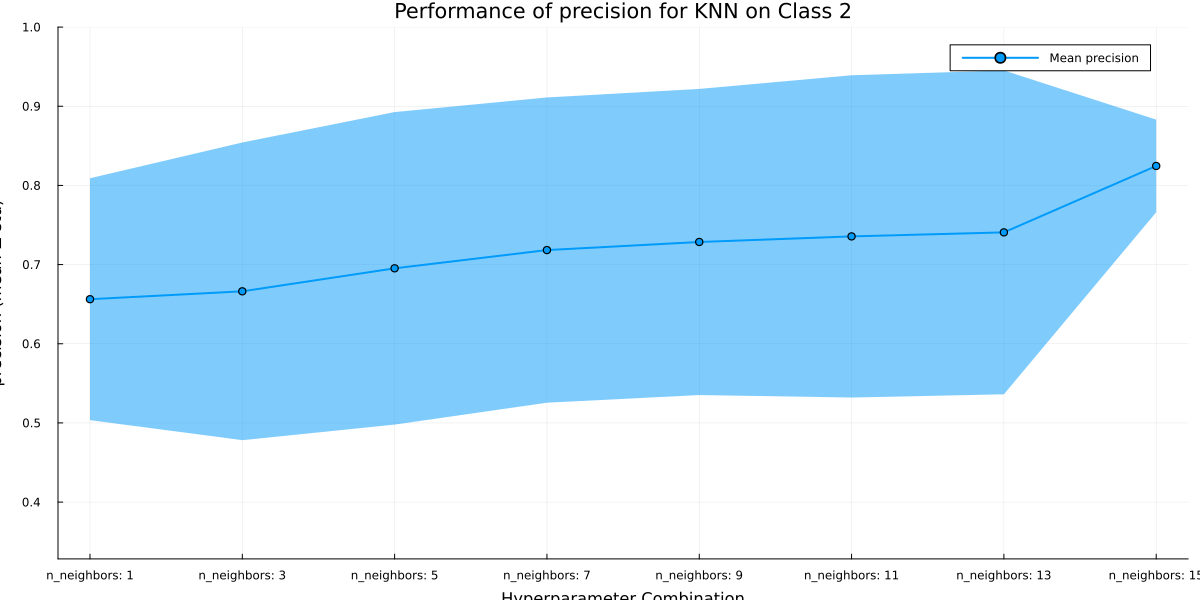 Performance of precision for KNN on Class 2
Mean precision
1.0
0.9
0.8
0.7
0.6
0.5
0.4
n_neighbors: 1
n_neighbors: 3
n_neighbors: 5
n_neighbors: 7
n_neighbors: 9
n_neighbors: 11
n_neighbors: 13
n_neighbors: 15
Hyperparameter Combination